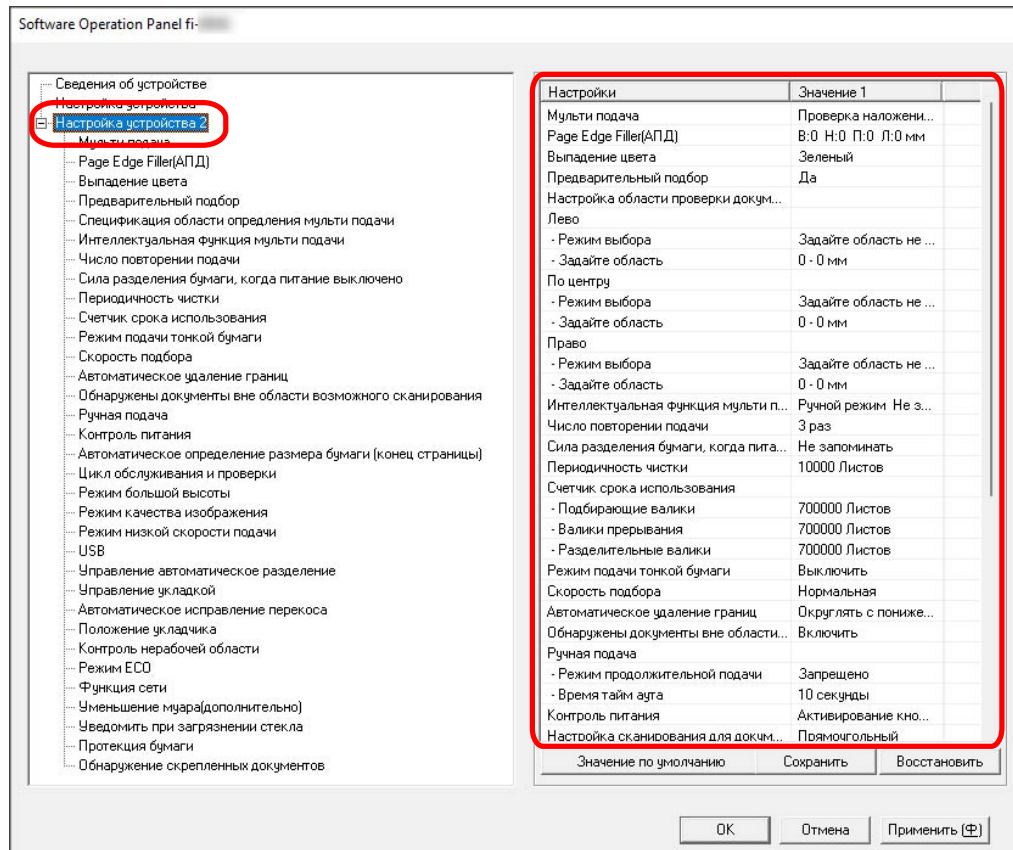 Software Operation Panel fi-
Сведения об устройстве
Настройка устройства
Настройка устройства 2
Мульти подача
Page Edge Filler(АПД)
Выпадение цвета
Предварительный подбор
Спецификация области опредления мульти подачи
Интеллектуальная функция мульти подачи
Число повторении подачи
Сила разделения бумаги, когда питание выключено
Периодичность чистки
Счетчик срока использования
Режим подачи тонкой бумаги
Скорость подбора
Автоматическое удаление границ
Обнаружены документы вне области возможного сканирования
Ручная подача
Контроль питания
Автоматическое определение размера бумаги (конец страницы)
Цикл обслуживания и проверки
Режим большой высоты
Режим качества изображения
Режим низкой скорости подачи
USB
Управление автоматическое разделение
Управление укладкой
Автоматическое исправление перекоса
Положение укладчика
Контроль нерабочей области
Режим ECO
Функция сети
Уменьшение муара(дополнительно)
Уведомить при загрязнении стекла
Протекция бумаги
Обнаружение скрепленных документов
Настройки Значение 1
Мульти подача Проверка наложени...
Page Edge Filler(АПД) В:0 Н:0 П:0 Л:0 мм
Выпадение цвета Зеленый
Предварительный подбор Да
Настройка области проверки докум...
Лево
- Режим выбора Задайте область не ...
- Задайте область 0 - 0 мм
По центру
- Режим выбора Задайте область не ...
- Задайте область 0 - 0 мм
Право
- Режим выбора Задайте область не ...
- Задайте область 0 - 0 мм
Интеллектуальная функция мульти п... Ручной режим Не з...
Число повторении подачи 3 раз
Сила разделения бумаги, когда пита... Не запоминать
Периодичность чистки 10000 Листов
Счетчик срока использования
- Подбирающие валики 700000 Листов
- Валики прерывания 700000 Листов
- Разделительные валики 700000 Листов
Режим подачи тонкой бумаги Выключить
Скорость подбора Нормальная
Автоматическое удаление границ Округлять с пониже...
Обнаружены документы вне области... Включить
Ручная подача
- Режим продолжительной подачи Запрещено
- Время тайм аута 10 секунды
Контроль питания Активирование кно...
Настройка сканирования для докум... Прямоугольный
Значение по умолчанию Сохранить Восстановить
OK Отмена Применить (Ф)